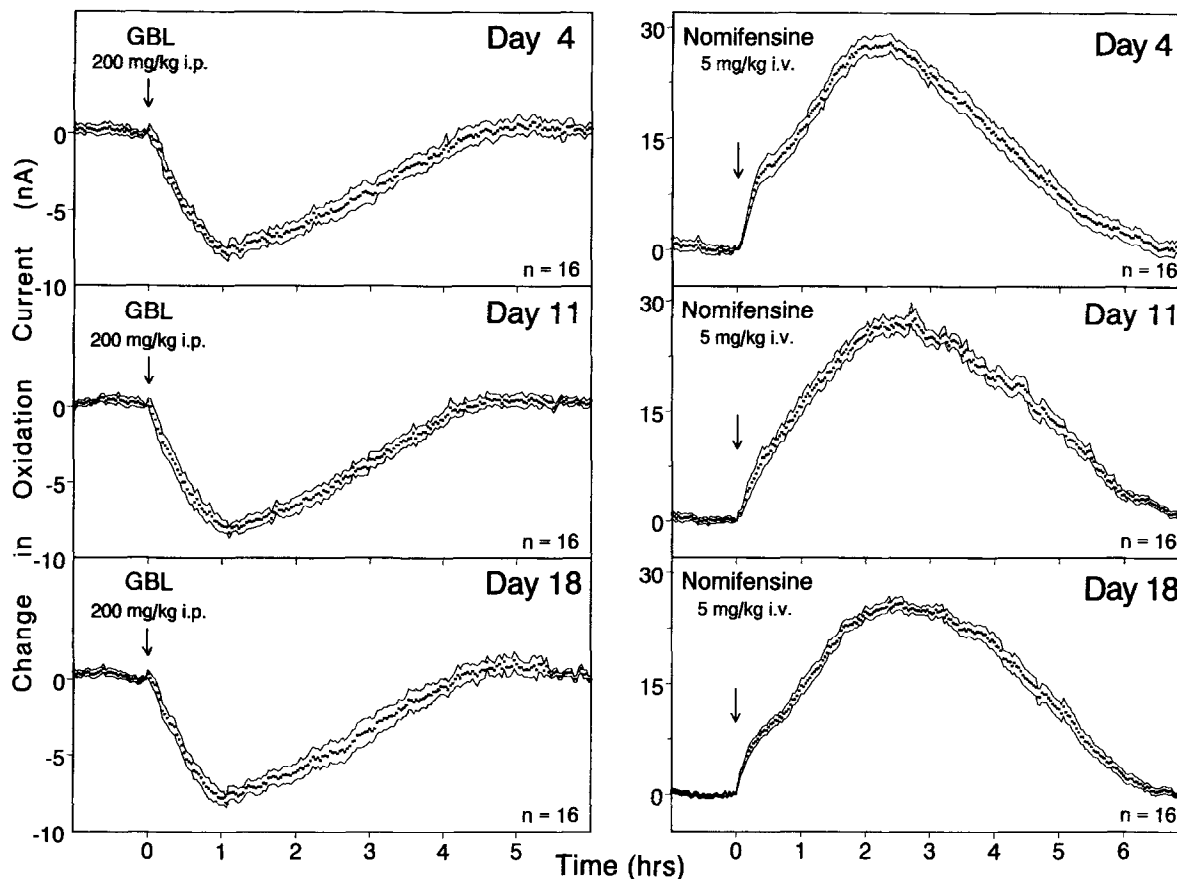 Change in Oxidation Current (nA)
GBL
200 mg/kg i.p.
Day 4
0
-5
-10
n = 16
Nomifensine
5 mg/kg i.v.
Day 4
30
15
0
n = 16
GBL
200 mg/kg i.p.
Day 11
0
-5
-10
n = 16
Nomifensine
5 mg/kg i.v.
Day 11
30
15
0
n = 16
GBL
200 mg/kg i.p.
Day 18
0
-5
-10
n = 16
Nomifensine
5 mg/kg i.v.
Day 18
30
15
0
n = 16
0 1 2 3 4 5
0 1 2 3 4 5 6
Time (hrs)